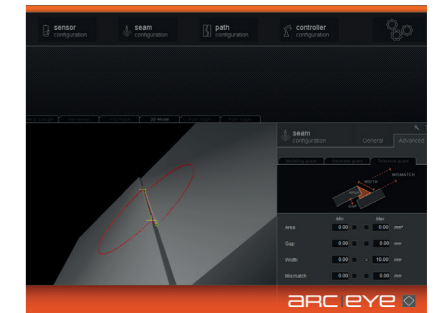 sensor
configuration
seam
configuration
path
configuration
controller
configuration
3D Model
seam
configuration
General
Advanced
MISMATCH
WIDTH
AREA
GAP
Min
Max
Area 0.00 0.00 mm²
Gap 0.00 0.00 mm
Width 0.00 10.00 mm
Mismatch 0.00 0.00 mm
arc eye